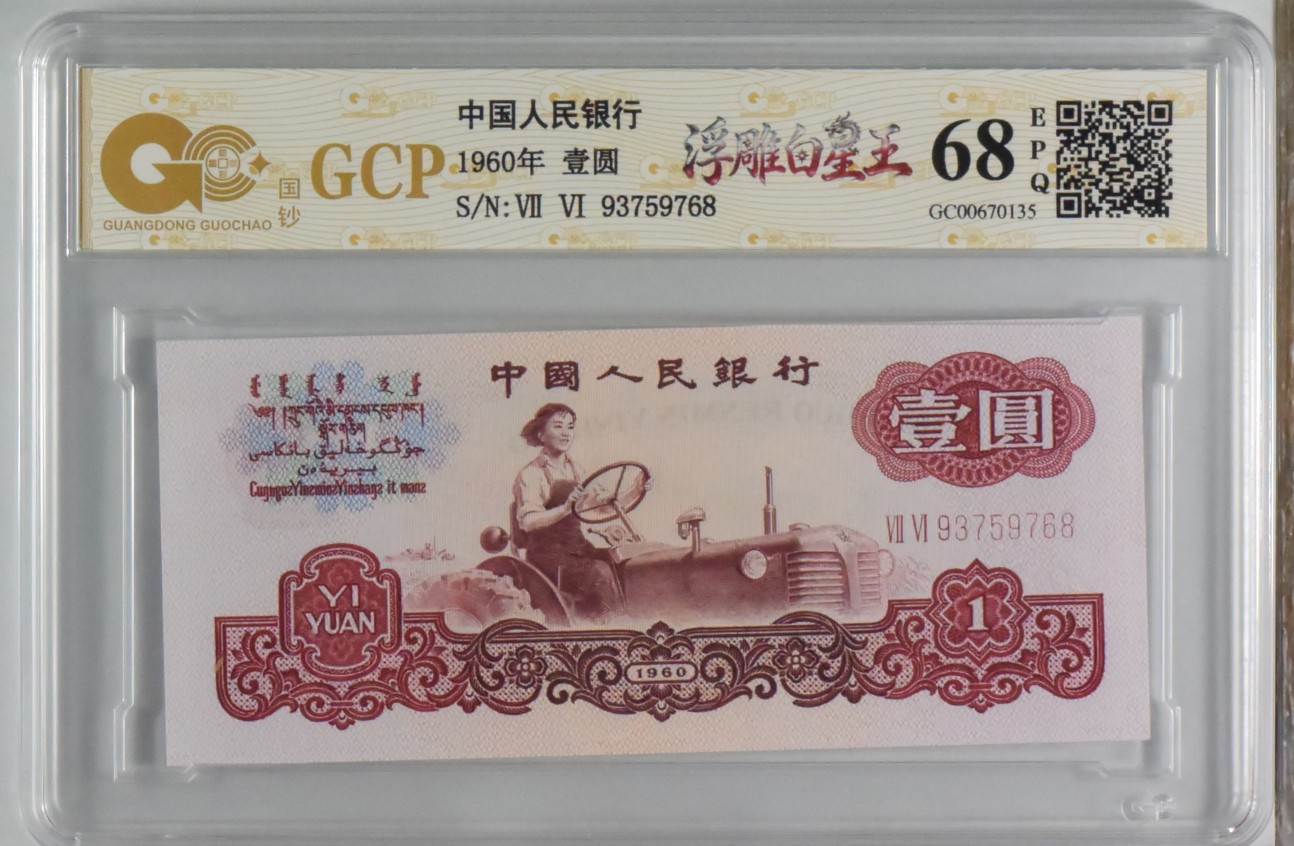 GUANGDONG GUOCHAO
国钞
GCP
中国人民银行
1960年 壹圆
S/N: Ⅶ Ⅵ 93759768
浮雕白星王
68
EPQ
GC00670135
中國人民銀行
壹圓
Ⅶ Ⅵ 93759768
YI
YUAN
1960
1